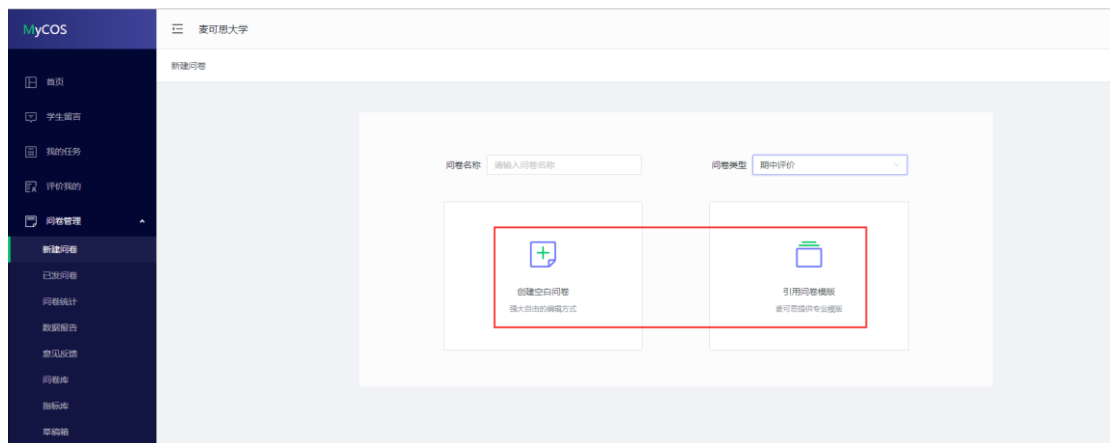 MyCOS
麦可思大学
新建问卷
首页
学生留言
我的任务
评价我的
问卷管理
新建问卷
已发问卷
问卷统计
数据报告
意见反馈
问卷库
指标库
草稿箱
问卷名称 请输入问卷名称
问卷类型 期中评价
创建空白问卷
强大自由的编辑方式
引用问卷模版
麦可思提供专业模版